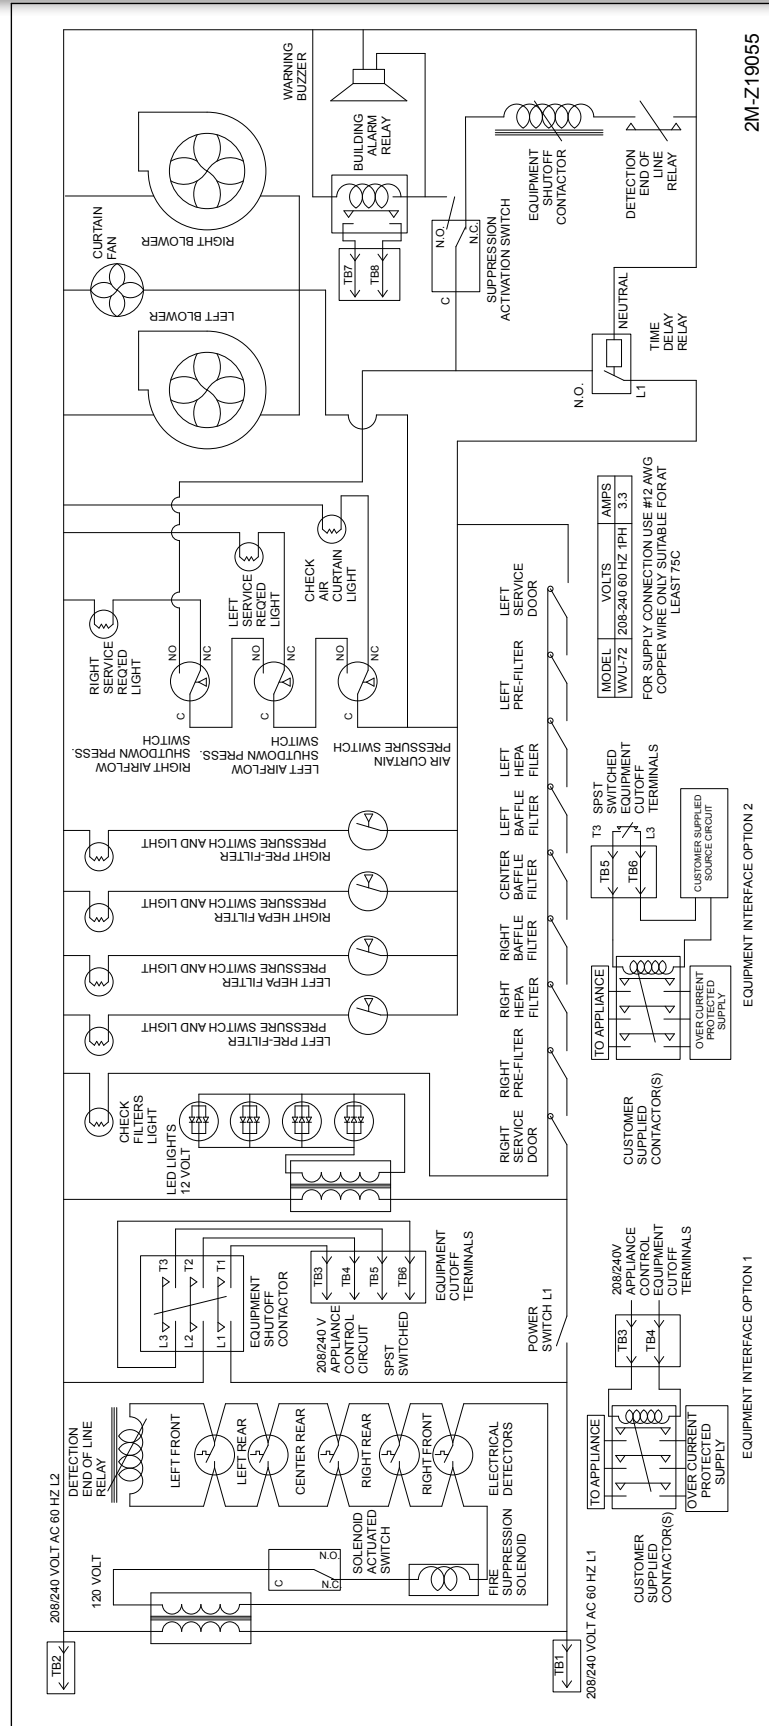 2M-Z19055
TB2
208/240 VOLT AC 60 HZ L2
120 VOLT
DETECTION
END OF LINE
RELAY
LEFT FRONT
LEFT REAR
CENTER REAR
RIGHT REAR
RIGHT FRONT
ELECTRICAL
DETECTORS
C
N.O.
N.C.
SOLENOID
ACTUATED
SWITCH
FIRE
SUPPRESSION
SOLENOID
TB1
208/240 VOLT AC 60 HZ L1
L3
T3
L2
T2
L1
T1
EQUIPMENT
SHUTOFF
CONTACTOR
TB3
TB4
TB5
TB6
208/240 V
APPLIANCE
CONTROL
CIRCUIT
SPST
SWITCHED
EQUIPMENT
CUTOFF
TERMINALS
POWER
SWITCH L1
LED LIGHTS
12 VOLT
CHECK
FILTERS
LIGHT
LEFT PRE-FILTER
PRESSURE SWITCH AND LIGHT
LEFT HEPA FILTER
PRESSURE SWITCH AND LIGHT
RIGHT HEPA FILTER
PRESSURE SWITCH AND LIGHT
RIGHT PRE-FILTER
PRESSURE SWITCH AND LIGHT
RIGHT
SERVICE
DOOR
RIGHT
PRE-FILTER
RIGHT
HEPA
FILTER
RIGHT
BAFFLE
FILTER
CENTER
BAFFLE
FILTER
LEFT
BAFFLE
FILTER
LEFT
HEPA
FILER
LEFT
PRE-FILTER
LEFT
SERVICE
DOOR
RIGHT
SERVICE
REQ'ED
LIGHT
LEFT
SERVICE
REQ'ED
LIGHT
CHECK
AIR
CURTAIN
LIGHT
C
NO
NC
RIGHT AIRFLOW
SHUTDOWN PRESS.
SWITCH
C
NO
NC
LEFT AIRFLOW
SHUTDOWN PRESS.
SWITCH
C
NC
AIR CURTAIN
PRESSURE SWITCH
LEFT BLOWER
CURTAIN
FAN
RIGHT BLOWER
WARNING
BUZZER
BUILDING
ALARM
RELAY
TB7
TB8
C
N.O.
N.C.
SUPPRESSION
ACTIVATION SWITCH
EQUIPMENT
SHUTOFF
CONTACTOR
DETECTION
END OF
LINE
RELAY
N.O.
L1
NEUTRAL
TIME
DELAY
RELAY
MODEL VOLTS AMPS
WVU-72 208-240 60 HZ 1PH 3.3
FOR SUPPLY CONNECTION USE #12 AWG
COPPER WIRE ONLY SUITABLE FOR AT
LEAST 75C
TO APPLIANCE
OVER CURRENT
PROTECTED
SUPPLY
CUSTOMER
SUPPLIED
CONTACTOR(S)
TB3
TB4
208/240V
APPLIANCE
CONTROL
EQUIPMENT
CUTOFF
TERMINALS
EQUIPMENT INTERFACE OPTION 1
TO APPLIANCE
OVER CURRENT
PROTECTED
SUPPLY
CUSTOMER
SUPPLIED
CONTACTOR(S)
TB5
TB6
T3
L3
SPST
SWITCHED
EQUIPMENT
CUTOFF
TERMINALS
CUSTOMER SUPPLIED
SOURCE CIRCUIT
EQUIPMENT INTERFACE OPTION 2